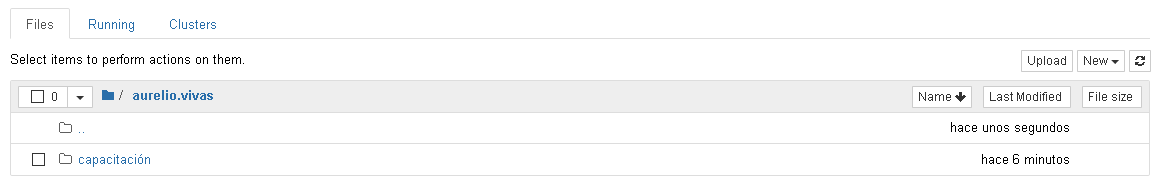 Files Running Clusters
Select items to perform actions on them. Upload New
0 / aurelio.vivas Name Last Modified File size
.. hace unos segundos
capacitación hace 6 minutos